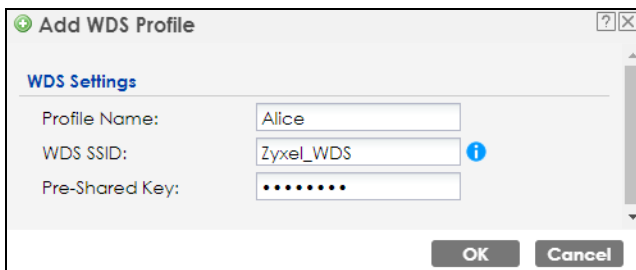 Add WDS Profile
?
WDS Settings
Profile Name: Alice
WDS SSID: Zyxel_WDS
Pre-Shared Key: ••••••••
OK Cancel